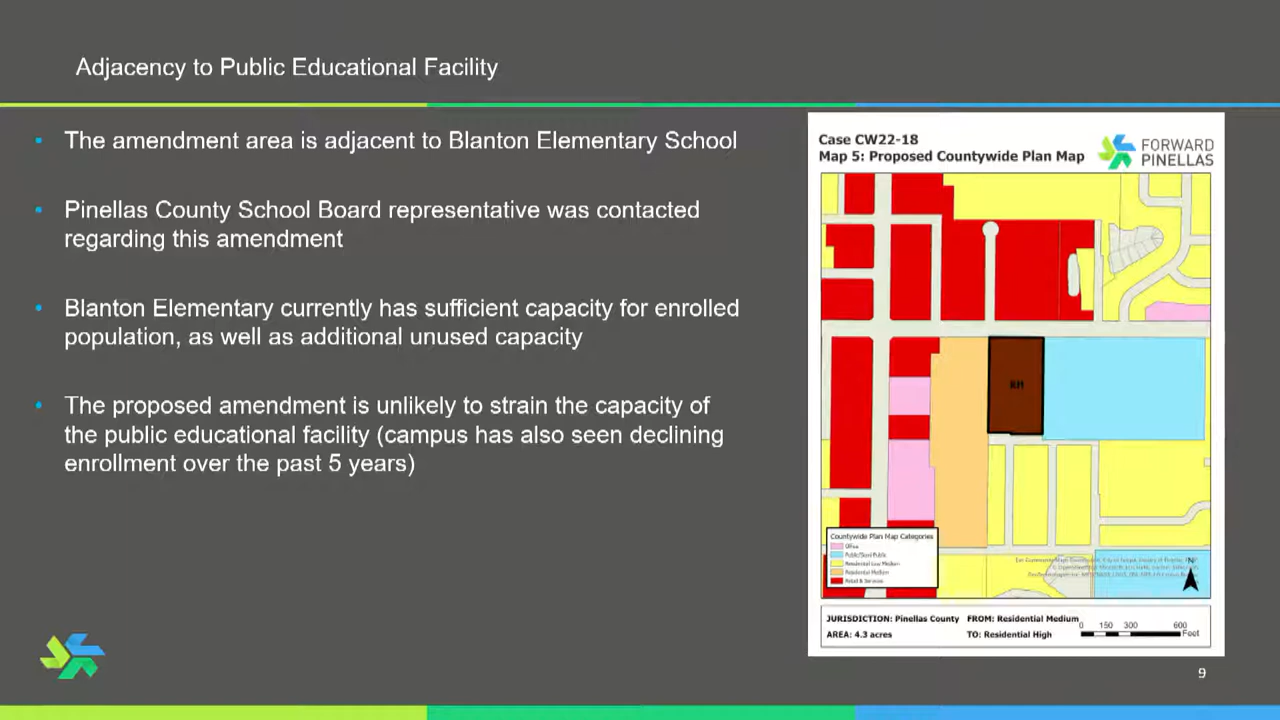 Adjacency to Public Educational Facility
• The amendment area is adjacent to Blanton Elementary School
• Pinellas County School Board representative was contacted
regarding this amendment
• Blanton Elementary currently has sufficient capacity for enrolled
population, as well as additional unused capacity
• The proposed amendment is unlikely to strain the capacity of
the public educational facility (campus has also seen declining
enrollment over the past 5 years)
Case CW22-18
Map 5: Proposed Countywide Plan Map
FORWARD
PINELLAS
RH
Countywide Plan Map Categories
Office
Public/Semi-Public
Residential Low Medium
Residential Medium
Retail & Services
N
JURISDICTION: Pinellas County FROM: Residential Medium
AREA: 4.3 acres TO: Residential High
0 150 300 600
Feet
9